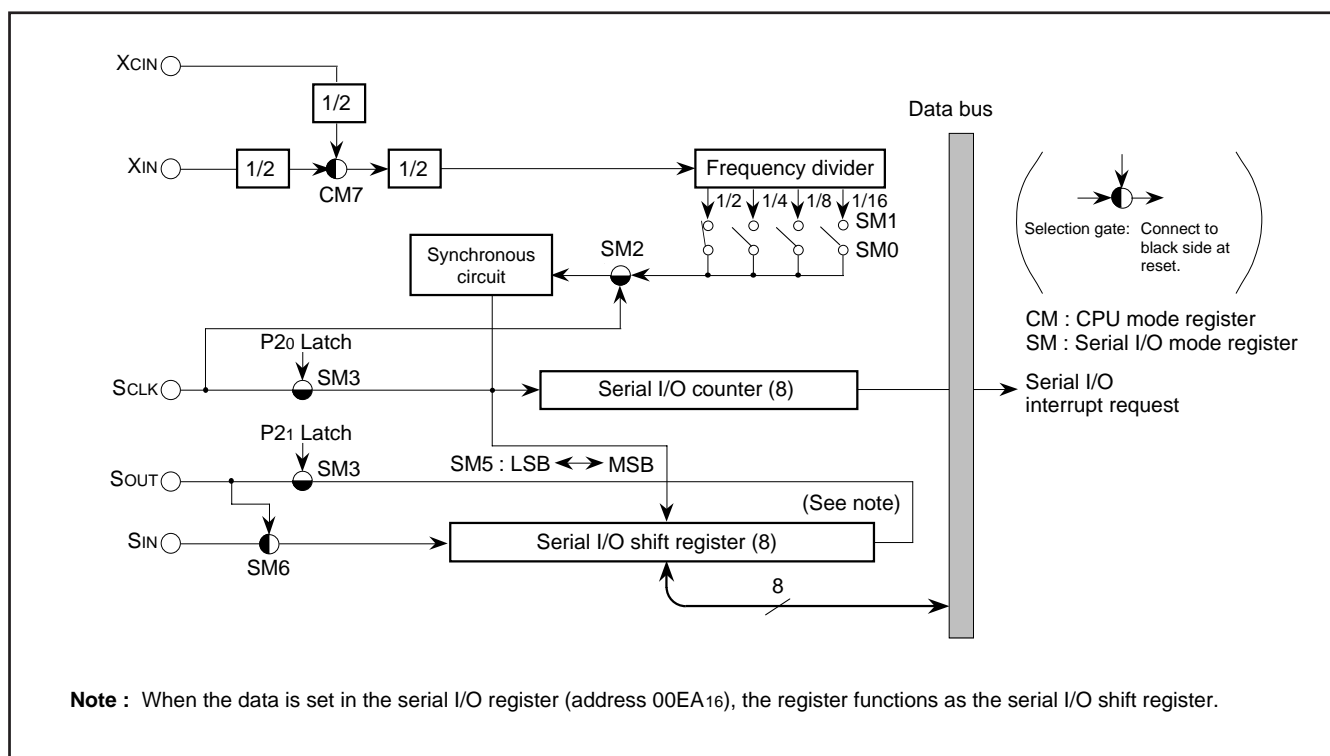 XCIN
1/2
Data bus
XIN
1/2
1/2
Frequency divider
CM7
1/2
1/4
1/8
1/16
SM1
SM0
Selection gate: Connect to
black side at
reset.
SM2
Synchronous
circuit
CM : CPU mode register
SM : Serial I/O mode register
P20 Latch
SCLK
SM3
Serial I/O counter (8)
Serial I/O
interrupt request
P21 Latch
SM5 : LSB
MSB
SOUT
SM3
(See note)
SIN
Serial I/O shift register (8)
SM6
8
Note : When the data is set in the serial I/O register (address 00EA16), the register functions as the serial I/O shift register.